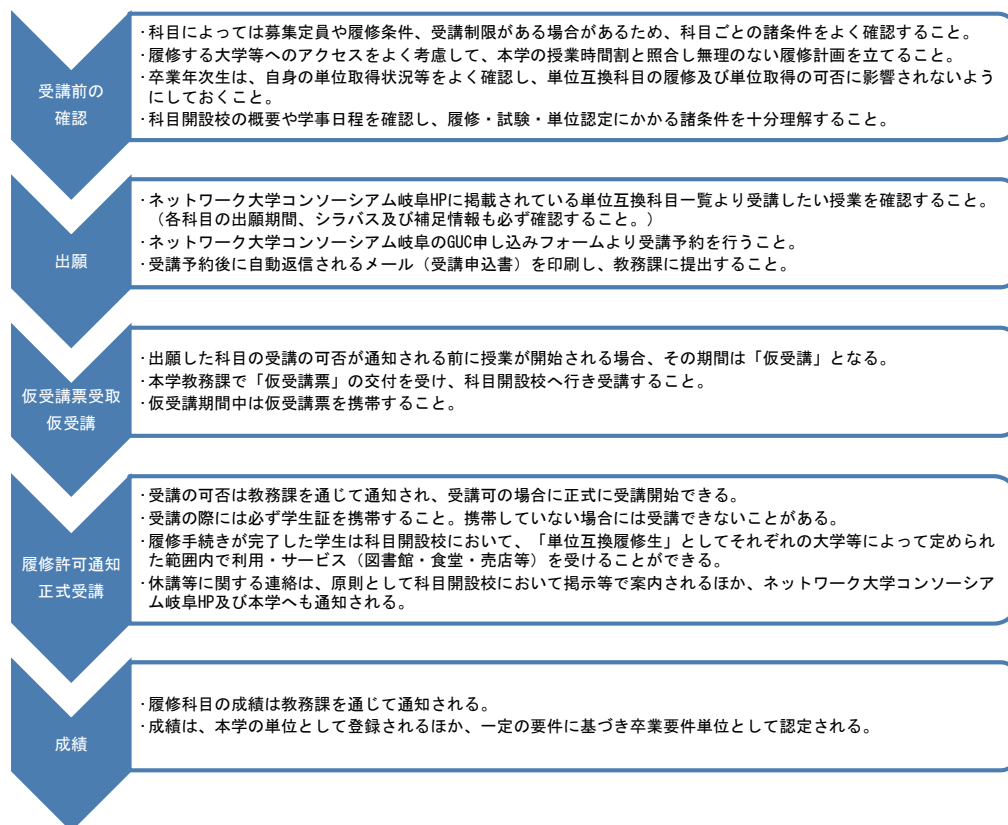 受講前の
確認
・科目によっては募集定員や履修条件、受講制限がある場合があるため、科目ごとの諸条件をよく確認すること。
・履修する大学等へのアクセスをよく考慮して、本学の授業時間割と照合し無理のない履修計画を立てること。
・卒業年次生は、自身の単位取得状況等をよく確認し、単位互換科目の履修及び単位取得の可否に影響されないよう
にしておくこと。
・科目開設校の概要や学事日程を確認し、履修・試験・単位認定にかかる諸条件を十分理解すること。
出願
・ネットワーク大学コンソーシアム岐阜HPに掲載されている単位互換科目一覧より受講したい授業を確認すること。
（各科目の出願期間、シラバス及び補足情報も必ず確認すること。）
・ネットワーク大学コンソーシアム岐阜のGUC申し込みフォームより受講予約を行うこと。
・受講予約後に自動返信されるメール（受講申込書）を印刷し、教務課に提出すること。
仮受講票受取
仮受講
・出願した科目の受講の可否が通知される前に授業が開始される場合、その期間は「仮受講」となる。
・本学教務課で「仮受講票」の交付を受け、科目開設校へ行き受講すること。
・仮受講期間中は仮受講票を携帯すること。
履修許可通知
正式受講
・受講の可否は教務課を通じて通知され、受講可の場合に正式に受講開始できる。
・受講の際には必ず学生証を携帯すること。携帯していない場合には受講できないことがある。
・履修手続きが完了した学生は科目開設校において、「単位互換履修生」としてそれぞれの大学等によって定められ
た範囲内で利用・サービス（図書館・食堂・売店等）を受けることができる。
・休講等に関する連絡は、原則として科目開設校において掲示等で案内されるほか、ネットワーク大学コンソーシア
ム岐阜HP及び本学へも通知される。
成績
・履修科目の成績は教務課を通じて通知される。
・成績は、本学の単位として登録されるほか、一定の要件に基づき卒業要件単位として認定される。